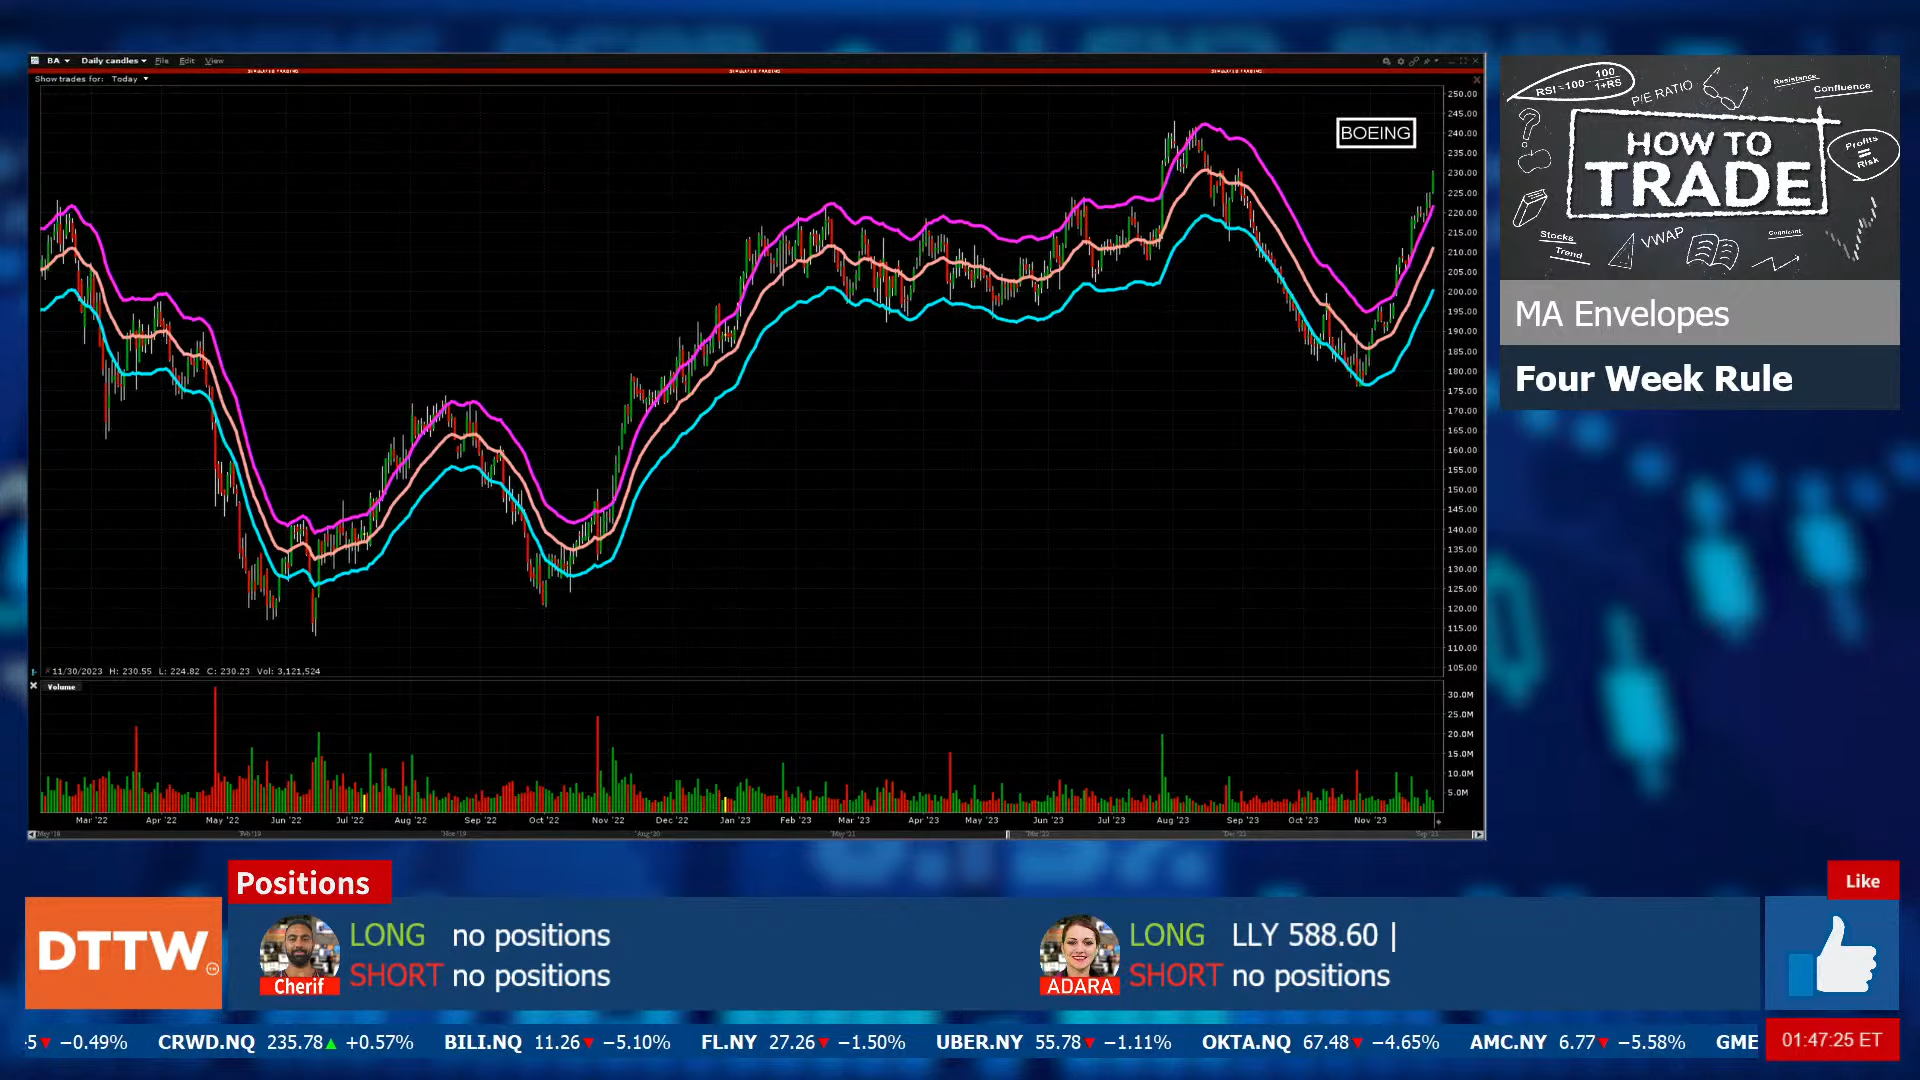 BA Daily candles File Edit View
Show trades for: Today
BOEING
250.00
245.00
240.00
235.00
230.00
225.00
220.00
215.00
210.00
205.00
200.00
195.00
190.00
185.00
180.00
175.00
170.00
165.00
160.00
155.00
150.00
145.00
140.00
135.00
130.00
125.00
120.00
115.00
110.00
105.00
11/30/2023 H: 230.55 L: 224.82 C: 230.23 Vol: 3,121,524
Volume
30.0M
25.0M
20.0M
15.0M
10.0M
5.0M
Mar '22 Apr '22 May '22 Jun '22 Jul '22 Aug '22 Sep '22 Oct '22 Nov '22 Dec '22 Jan '23 Feb '23 Mar '23 Apr '23 May '23 Jun '23 Jul '23 Aug '23 Sep '23 Oct '23 Nov '23
RSI=100- 100
1+RS
P/E RATIO
Resistance
Confluence
HOW TO
TRADE
Profits
=
Risk
Stocks
Trend
VWAP
MA Envelopes
Four Week Rule
Positions
DTTW
Cherif
LONG no positions
SHORT no positions
ADARA
LONG LLY 588.60 |
SHORT no positions
Like
-5 ▼ −0.49% CRWD.NQ 235.78▲ +0.57% BILI.NQ 11.26▼ −5.10% FL.NY 27.26▼ −1.50% UBER.NY 55.78▼ −1.11% OKTA.NQ 67.48▼ −4.65% AMC.NY 6.77▼ −5.58% GME
01:47:25 ET